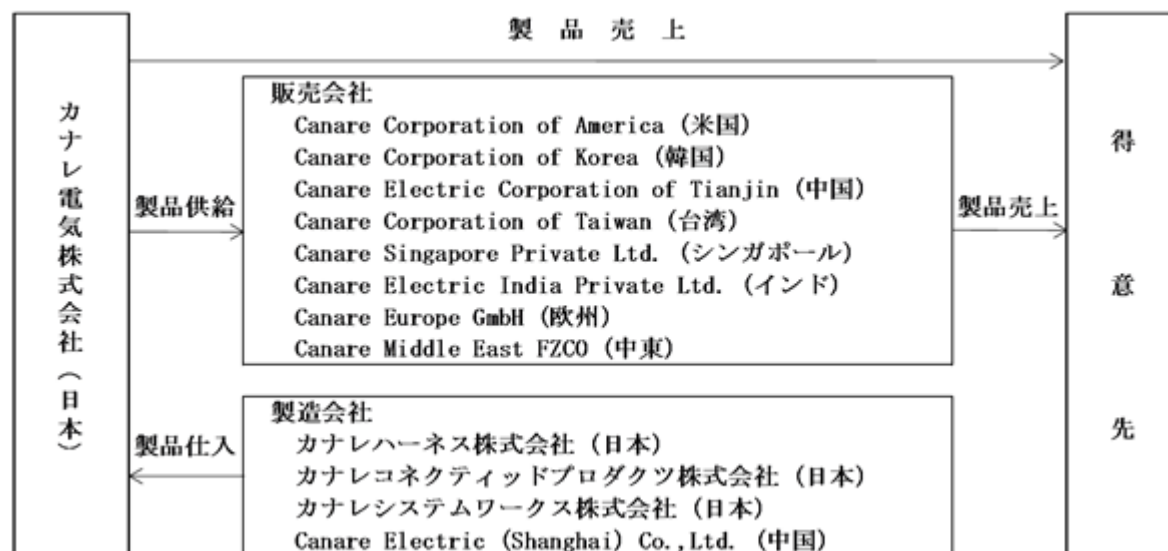 製品売上
カナレ電気株式会社（日本）
製品供給
販売会社
Canare Corporation of America (米国)
Canare Corporation of Korea (韓国)
Canare Electric Corporation of Tianjin (中国)
Canare Corporation of Taiwan (台湾)
Canare Singapore Private Ltd. (シンガポール)
Canare Electric India Private Ltd. (インド)
Canare Europe GmbH (欧州)
Canare Middle East FZCO (中東)
製品売上
得意先
製品仕入
製造会社
カナレハーネス株式会社 (日本)
カナレコネクティッドプロダクツ株式会社 (日本)
カナレシステムワークス株式会社 (日本)
Canare Electric (Shanghai) Co.,Ltd. (中国)